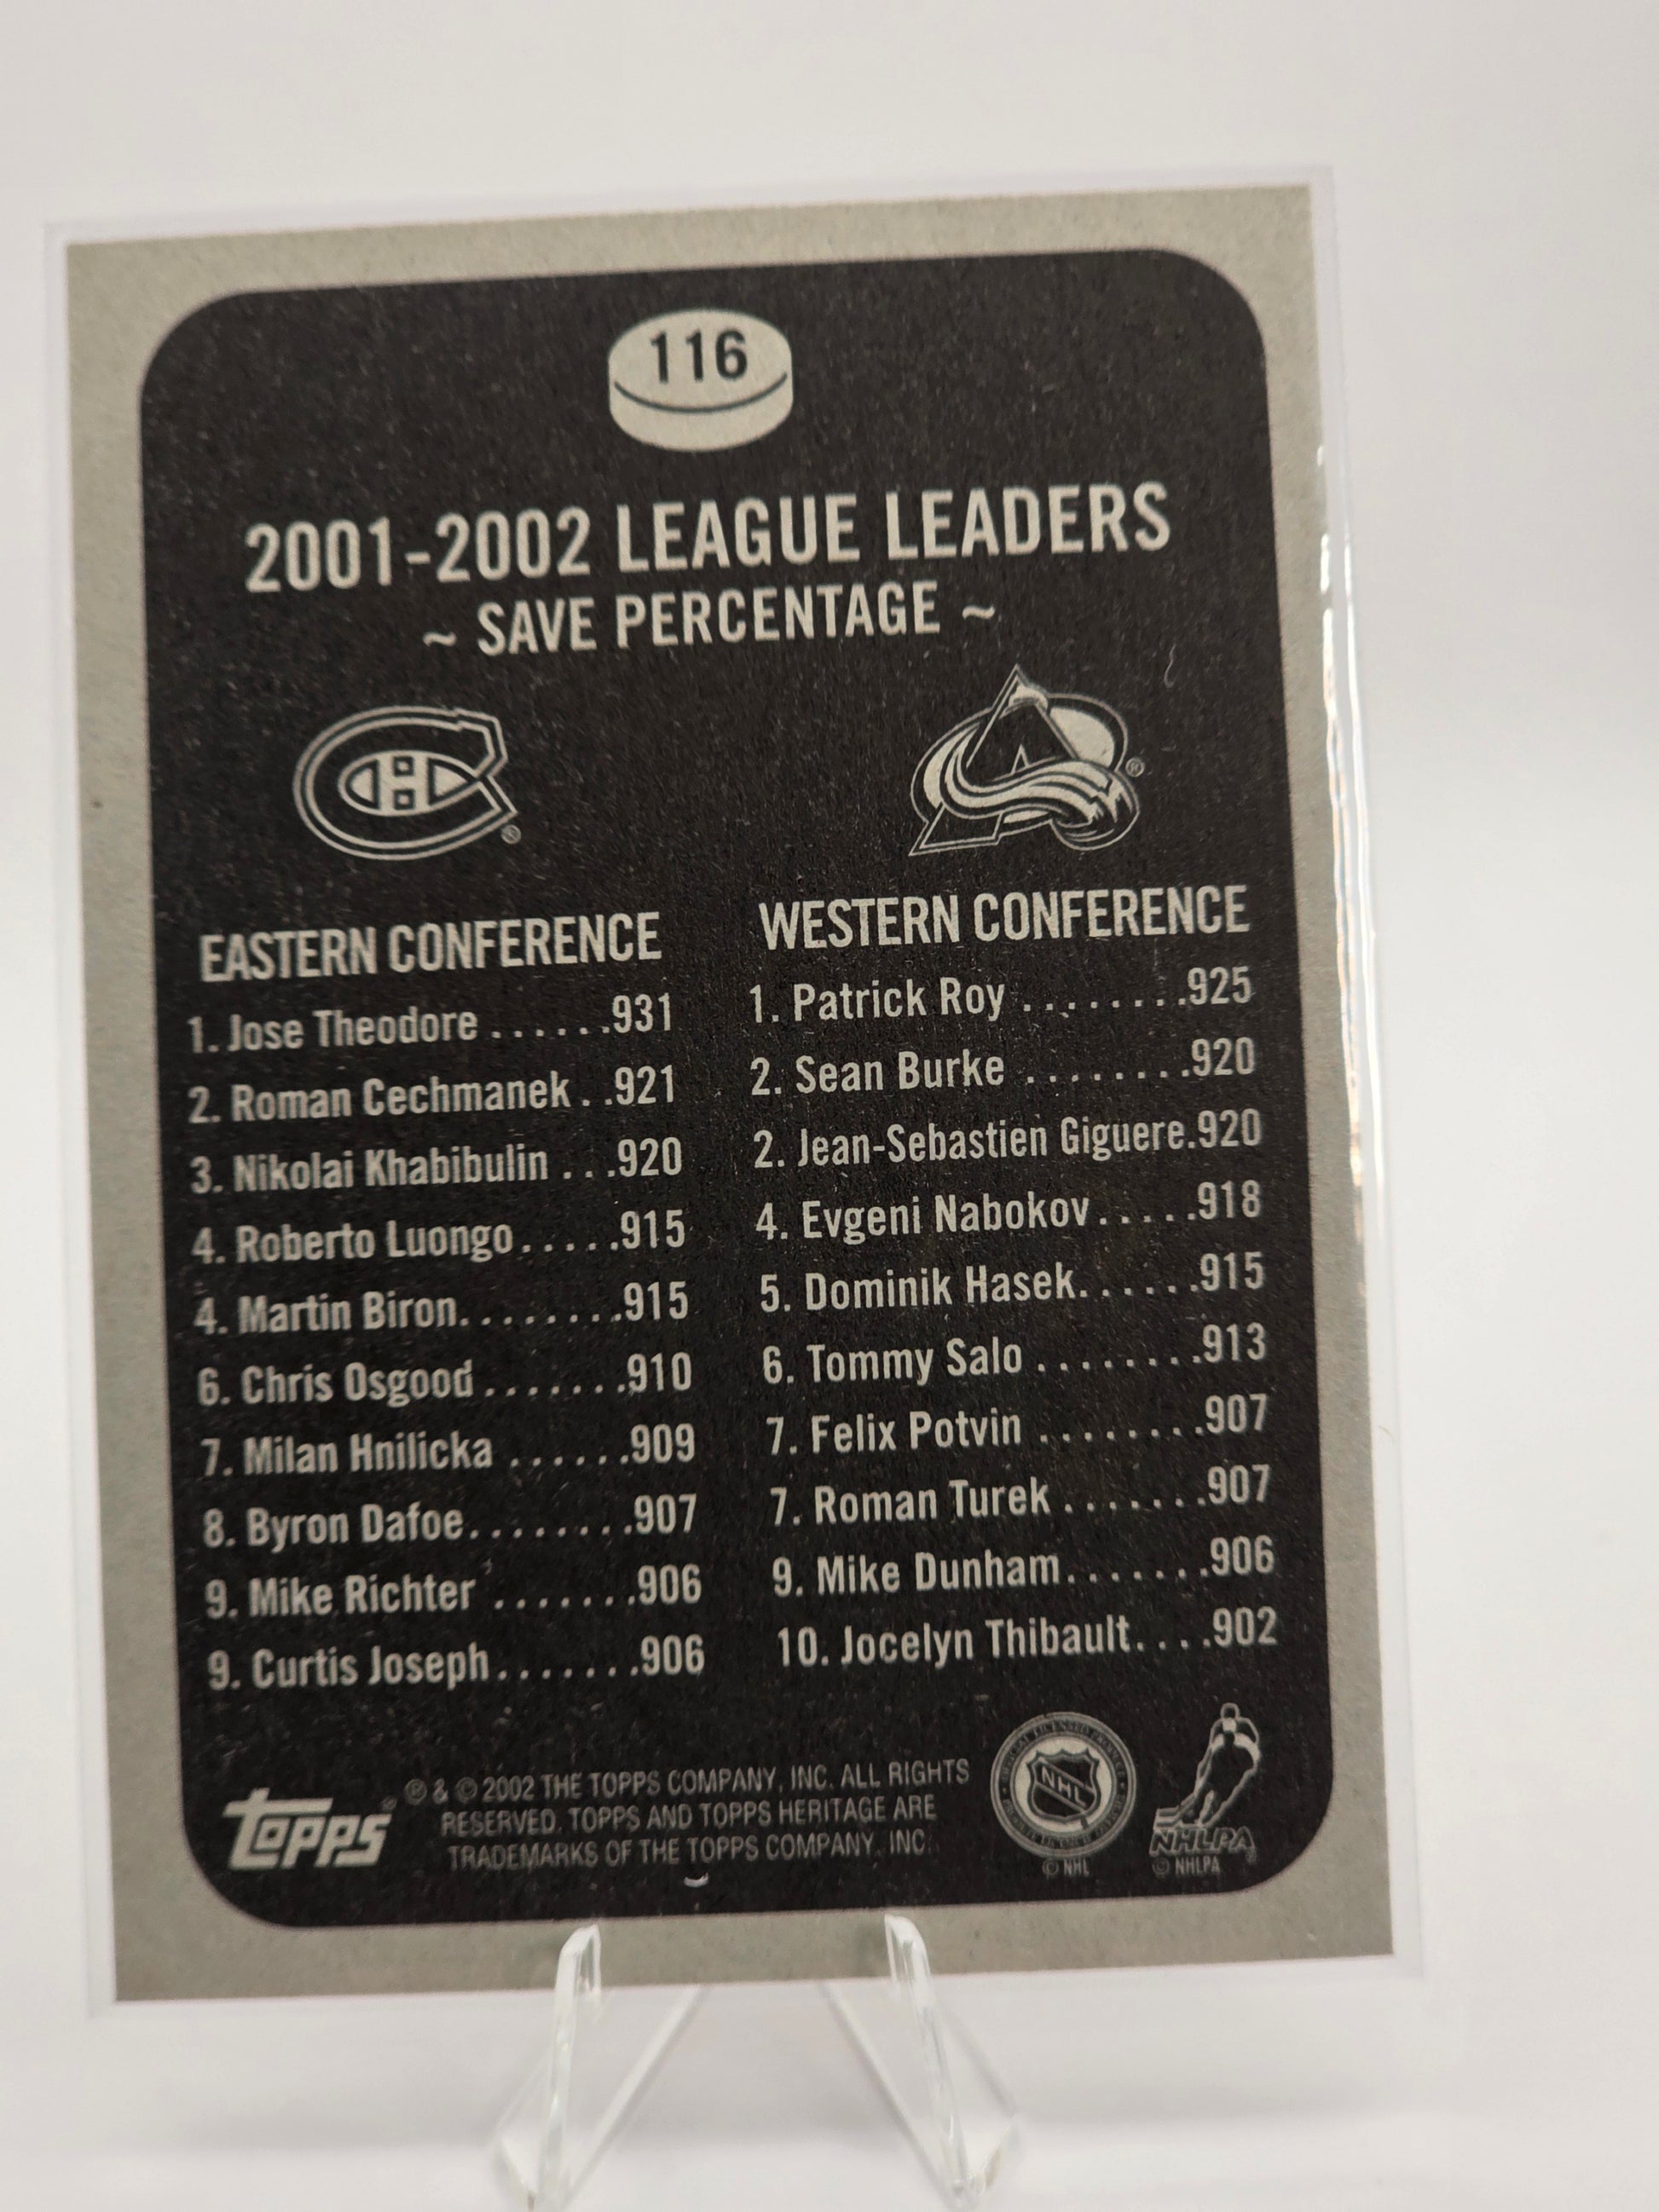 116
2001-2002 LEAGUE LEADERS
~ SAVE PERCENTAGE ~
EASTERN CONFERENCE
1. Jose Theodore . . . . . .931
2. Roman Cechmanek . .921
3. Nikolai Khabibulin . . .920
4. Roberto Luongo . . . . .915
4. Martin Biron. . . . . . . .915
6. Chris Osgood . . . . . . .910
7. Milan Hnilicka . . . . . .909
8. Byron Dafoe. . . . . . . .907
9. Mike Richter . . . . . . .906
9. Curtis Joseph . . . . . . .906
WESTERN CONFERENCE
1. Patrick Roy . . . . . . . .925
2. Sean Burke . . . . . . . .920
2. Jean-Sebastien Giguere.920
4. Evgeni Nabokov . . . . .918
5. Dominik Hasek. . . . . .915
6. Tommy Salo . . . . . . . .913
7. Felix Potvin . . . . . . . .907
7. Roman Turek . . . . . . .907
9. Mike Dunham. . . . . . .906
10. Jocelyn Thibault. . . .902
Topps
® & © 2002 THE TOPPS COMPANY, INC. ALL RIGHTS
RESERVED. TOPPS AND TOPPS HERITAGE ARE
TRADEMARKS OF THE TOPPS COMPANY, INC.
NHL
© NHL
NHLPA
© NHLPA